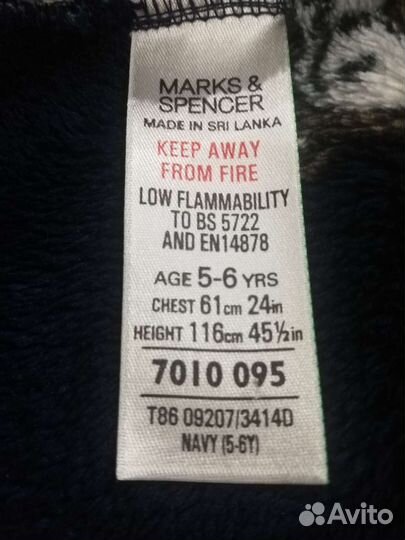 MARKS &
SPENCER
MADE IN SRI LANKA
KEEP AWAY
FROM FIRE
LOW FLAMMABILITY
TO BS 5722
AND EN14878
AGE 5-6 YRS
CHEST 61cm 24in
HEIGHT 116cm 45½in
7010 095
T86 09207/3414D
NAVY (5-6Y)
Avito